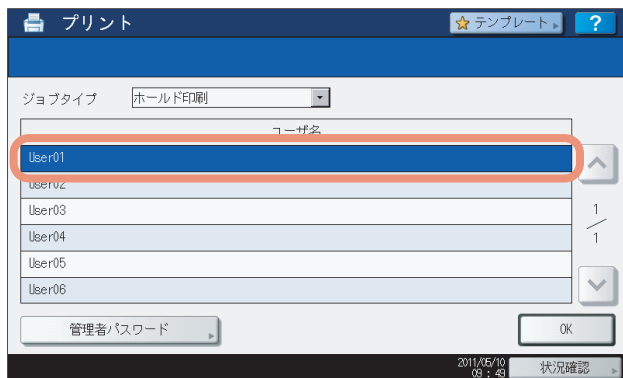 プリント
テンプレート
?
ジョブタイプ
ホールド印刷
ユーザ名
User01
User02
User03
User04
User05
User06
1
1
管理者パスワード
OK
2011/05/10
09：49
状況確認